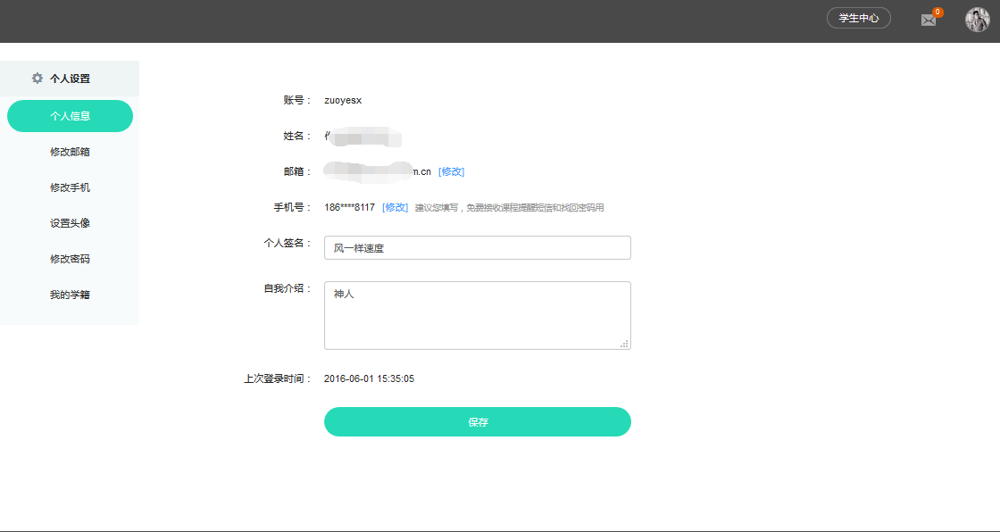 学生中心
0
个人设置
个人信息
修改邮箱
修改手机
设置头像
修改密码
我的学籍
账号： zuoyesx
姓名：
邮箱： m.cn [修改]
手机号： 186****8117 [修改] 建议您填写，免费接收课程提醒短信和找回密码用
个人签名： 风一样速度
自我介绍： 神人
上次登录时间： 2016-06-01 15:35:05
保存